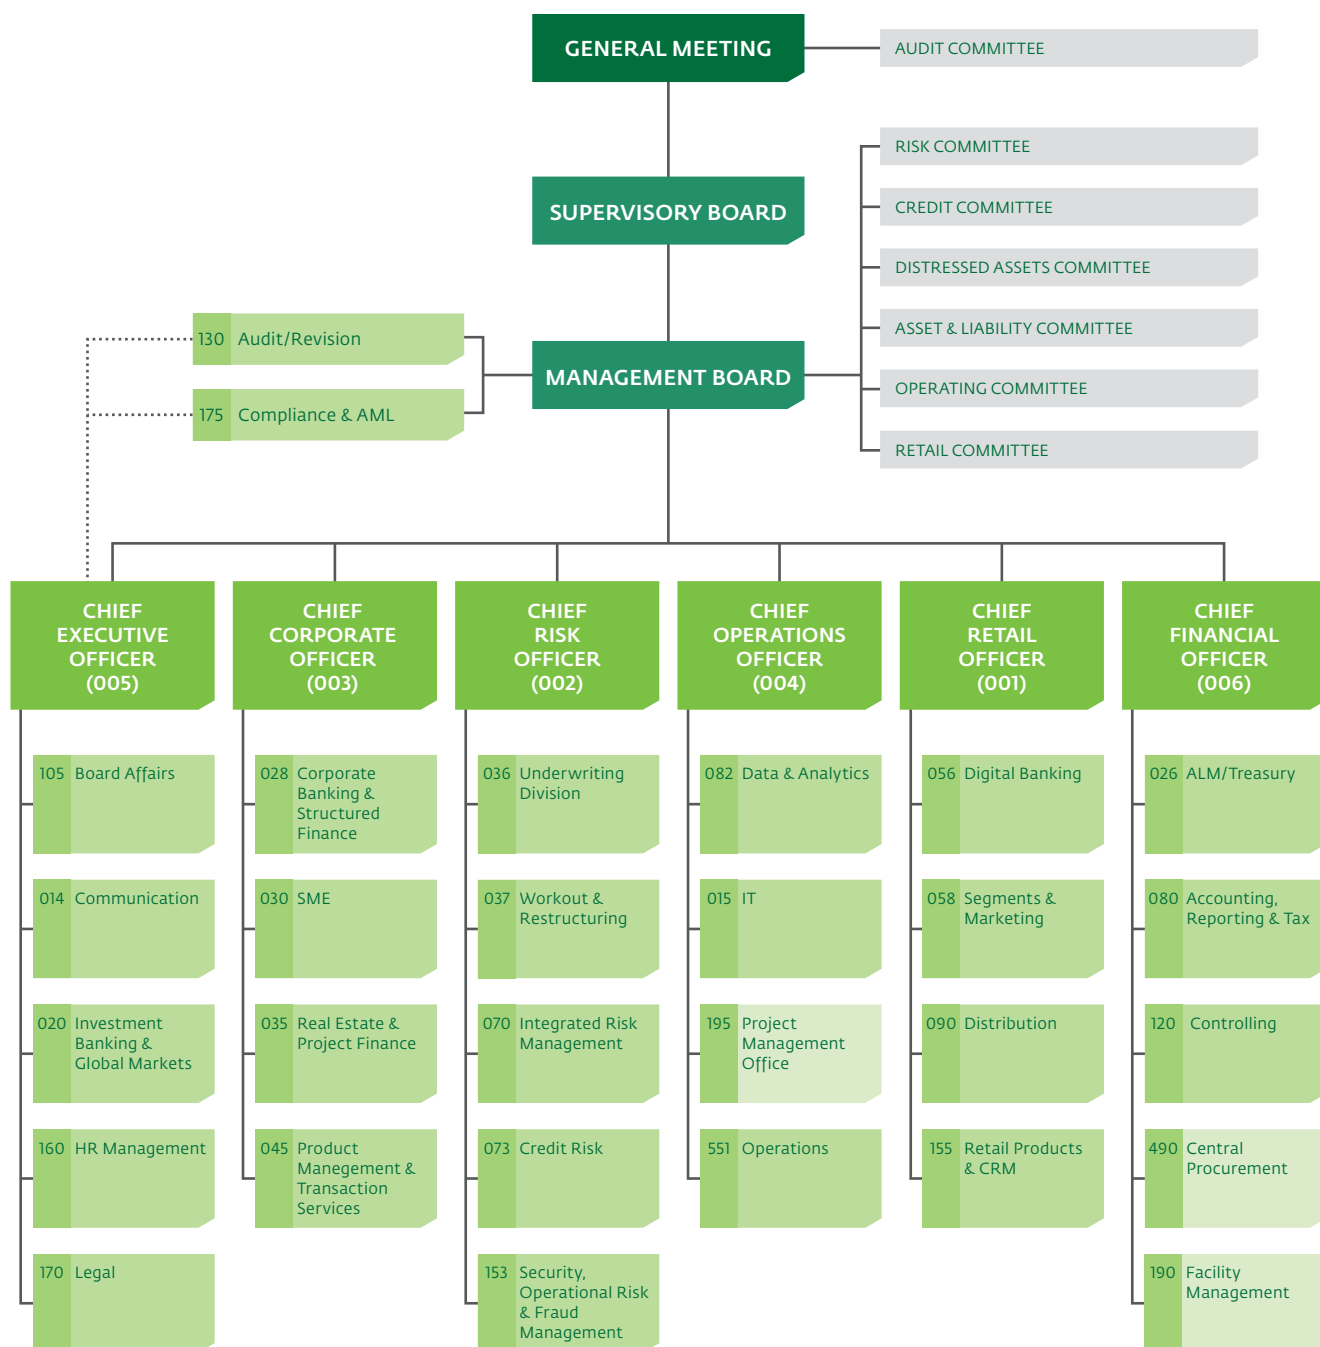 GENERAL MEETING
AUDIT COMMITTEE
SUPERVISORY BOARD
RISK COMMITTEE
CREDIT COMMITTEE
DISTRESSED ASSETS COMMITTEE
ASSET & LIABILITY COMMITTEE
OPERATING COMMITTEE
RETAIL COMMITTEE
130 Audit/Revision
175 Compliance & AML
MANAGEMENT BOARD
CHIEF
EXECUTIVE
OFFICER
(005)
105 Board Affairs
014 Communication
020 Investment
Banking &
Global Markets
160 HR Management
170 Legal
CHIEF
CORPORATE
OFFICER
(003)
028 Corporate
Banking &
Structured
Finance
030 SME
035 Real Estate &
Project Finance
045 Product
Manegement &
Transaction
Services
CHIEF
RISK
OFFICER
(002)
036 Underwriting
Division
037 Workout &
Restructuring
070 Integrated Risk
Management
073 Credit Risk
153 Security,
Operational Risk
& Fraud
Management
CHIEF
OPERATIONS
OFFICER
(004)
082 Data & Analytics
015 IT
195 Project
Management
Office
551 Operations
CHIEF
RETAIL
OFFICER
(001)
056 Digital Banking
058 Segments &
Marketing
090 Distribution
155 Retail Products
& CRM
CHIEF
FINANCIAL
OFFICER
(006)
026 ALM/Treasury
080 Accounting,
Reporting & Tax
120 Controlling
490 Central
Procurement
190 Facility
Management